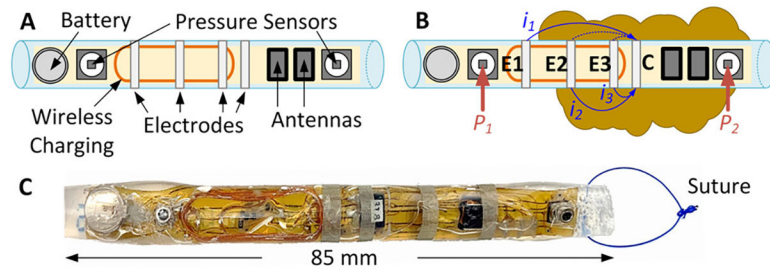 A
Battery
Pressure Sensors
Wireless
Charging
Electrodes
Antennas
B
i1
E1
E2
E3
C
i3
i2
P1
P2
C
Suture
85 mm